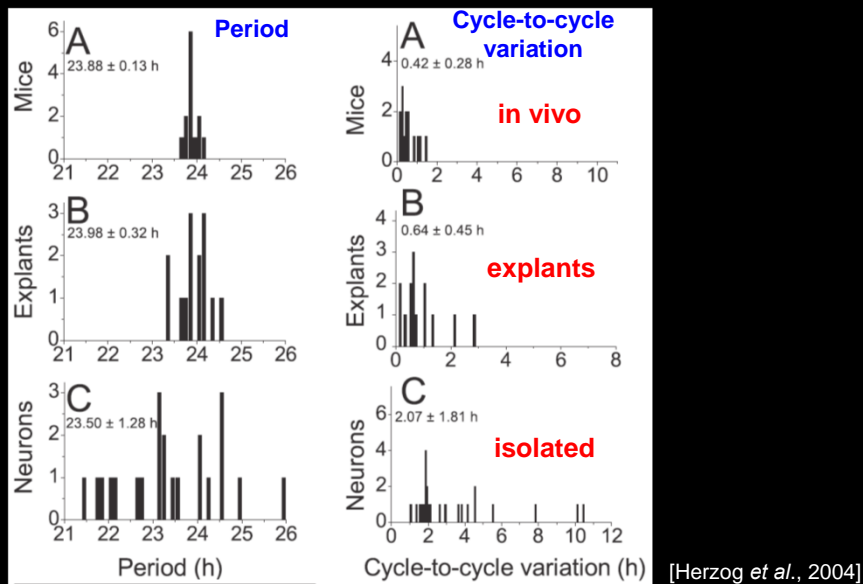 Period
A
23.88 ± 0.13 h
Mice
6
4
2
0
21 22 23 24 25 26
B
23.98 ± 0.32 h
Explants
3
2
1
0
21 22 23 24 25 26
C
23.50 ± 1.28 h
Neurons
3
2
1
0
21 22 23 24 25 26
Period (h)
Cycle-to-cycle
variation
A
0.42 ± 0.28 h
in vivo
Mice
4
2
0
0 2 4 6 8 10
B
0.64 ± 0.45 h
explants
Explants
4
3
2
1
0
0 2 4 6 8
C
2.07 ± 1.81 h
isolated
Neurons
6
4
2
0
0 2 4 6 8 10 12
Cycle-to-cycle variation (h)
[Herzog et al., 2004]